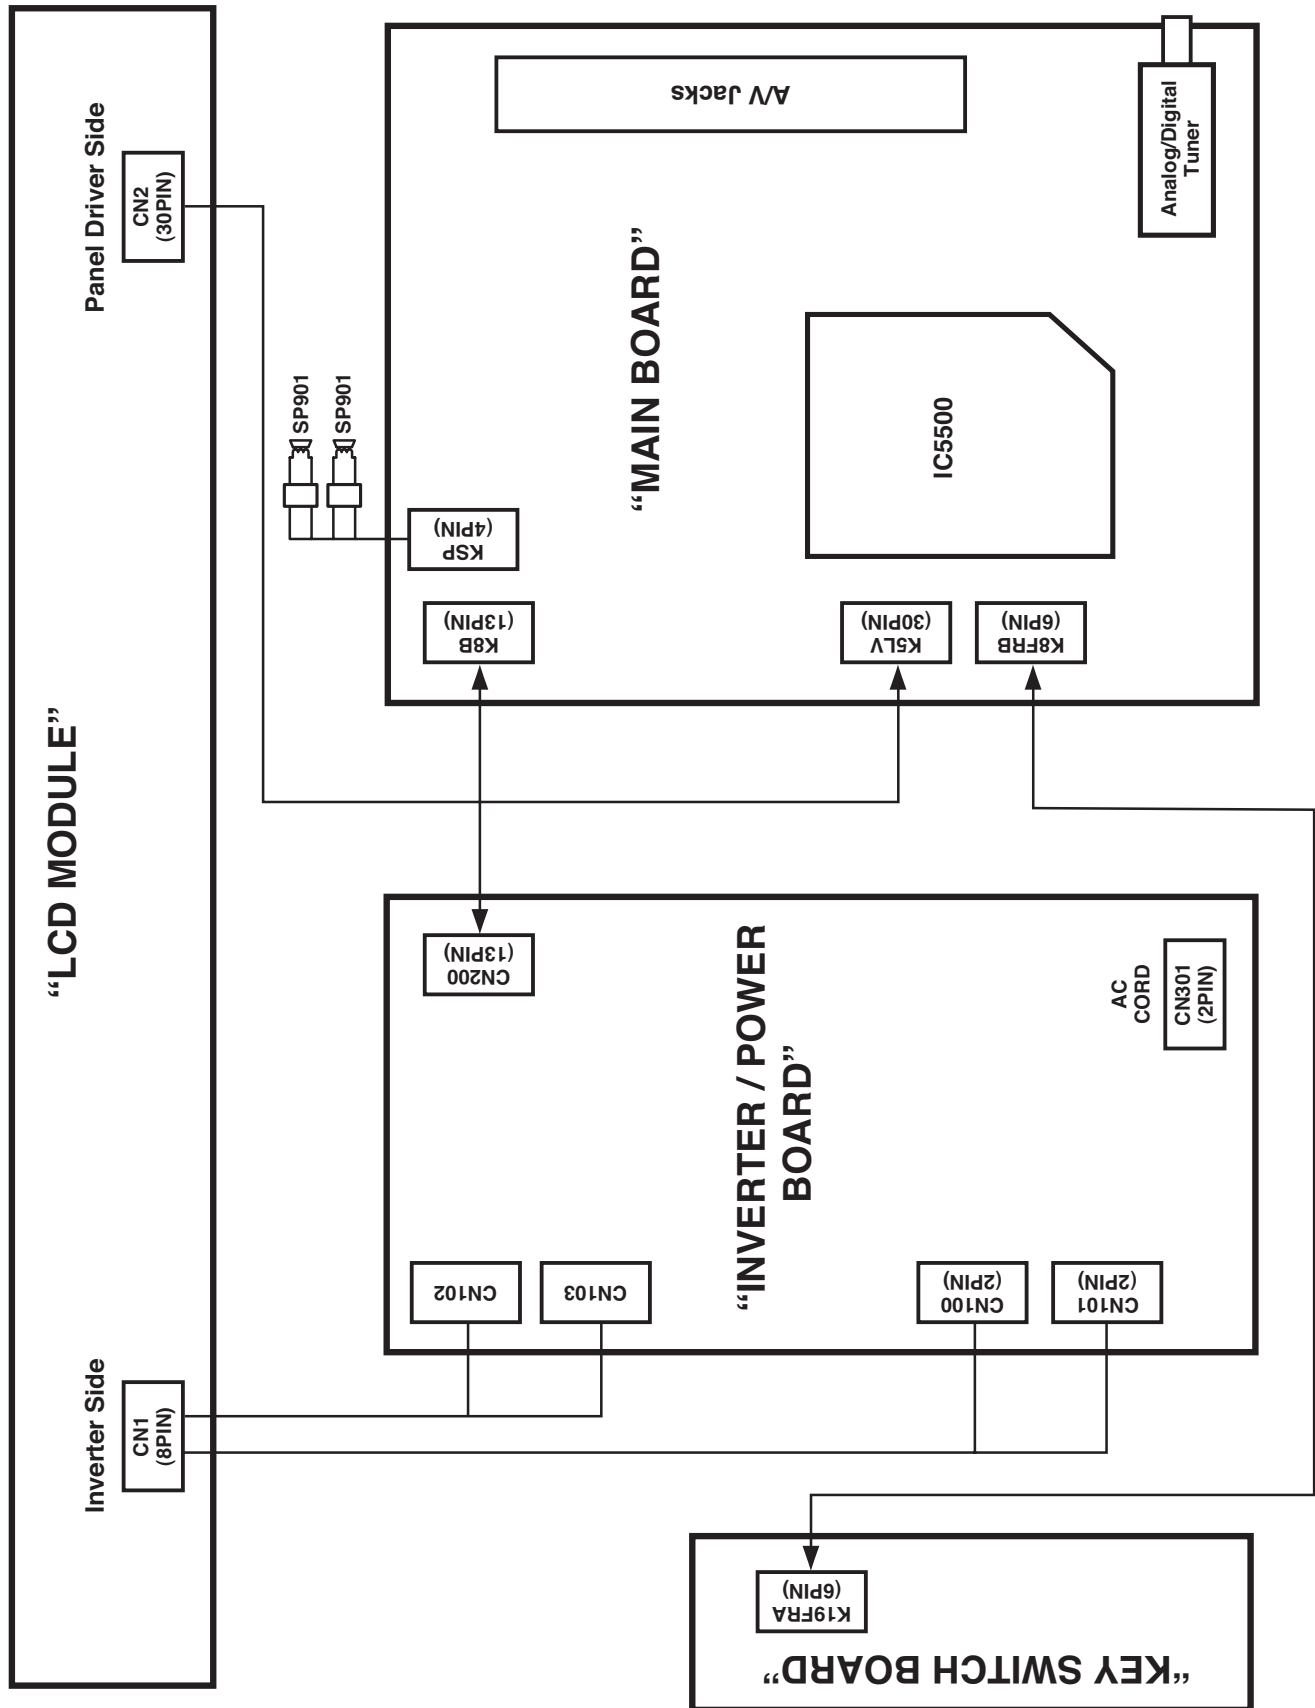 “LCD MODULE”
Inverter Side
CN1
(8PIN)
Panel Driver Side
CN2
(30PIN)
SP901
SP901
“KEY SWITCH BOARD”
K19FRA
(6PIN)
“INVERTER / POWER
BOARD”
CN102
CN103
CN100
(2PIN)
CN101
(2PIN)
CN200
(13PIN)
AC
CORD
CN301
(2PIN)
“MAIN BOARD”
K8B
(13PIN)
KSP
(4PIN)
K5LV
(30PIN)
K8FRB
(6PIN)
IC5500
A/V Jacks
Analog/Digital
Tuner